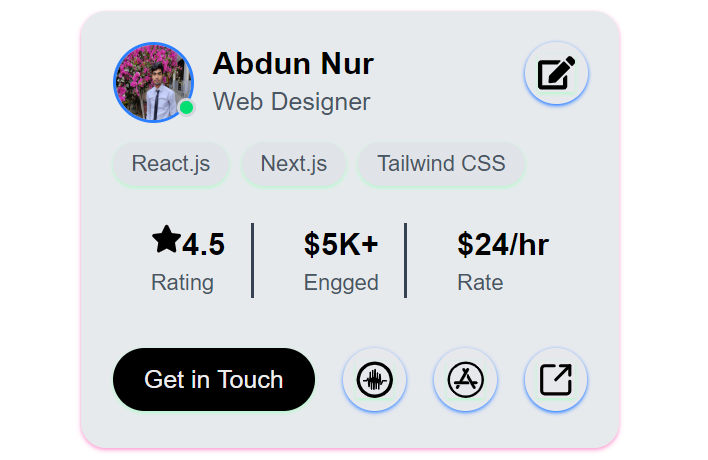 Abdun Nur
Web Designer
React.js Next.js Tailwind CSS
4.5 $5K+ $24/hr
Rating Engged Rate
Get in Touch